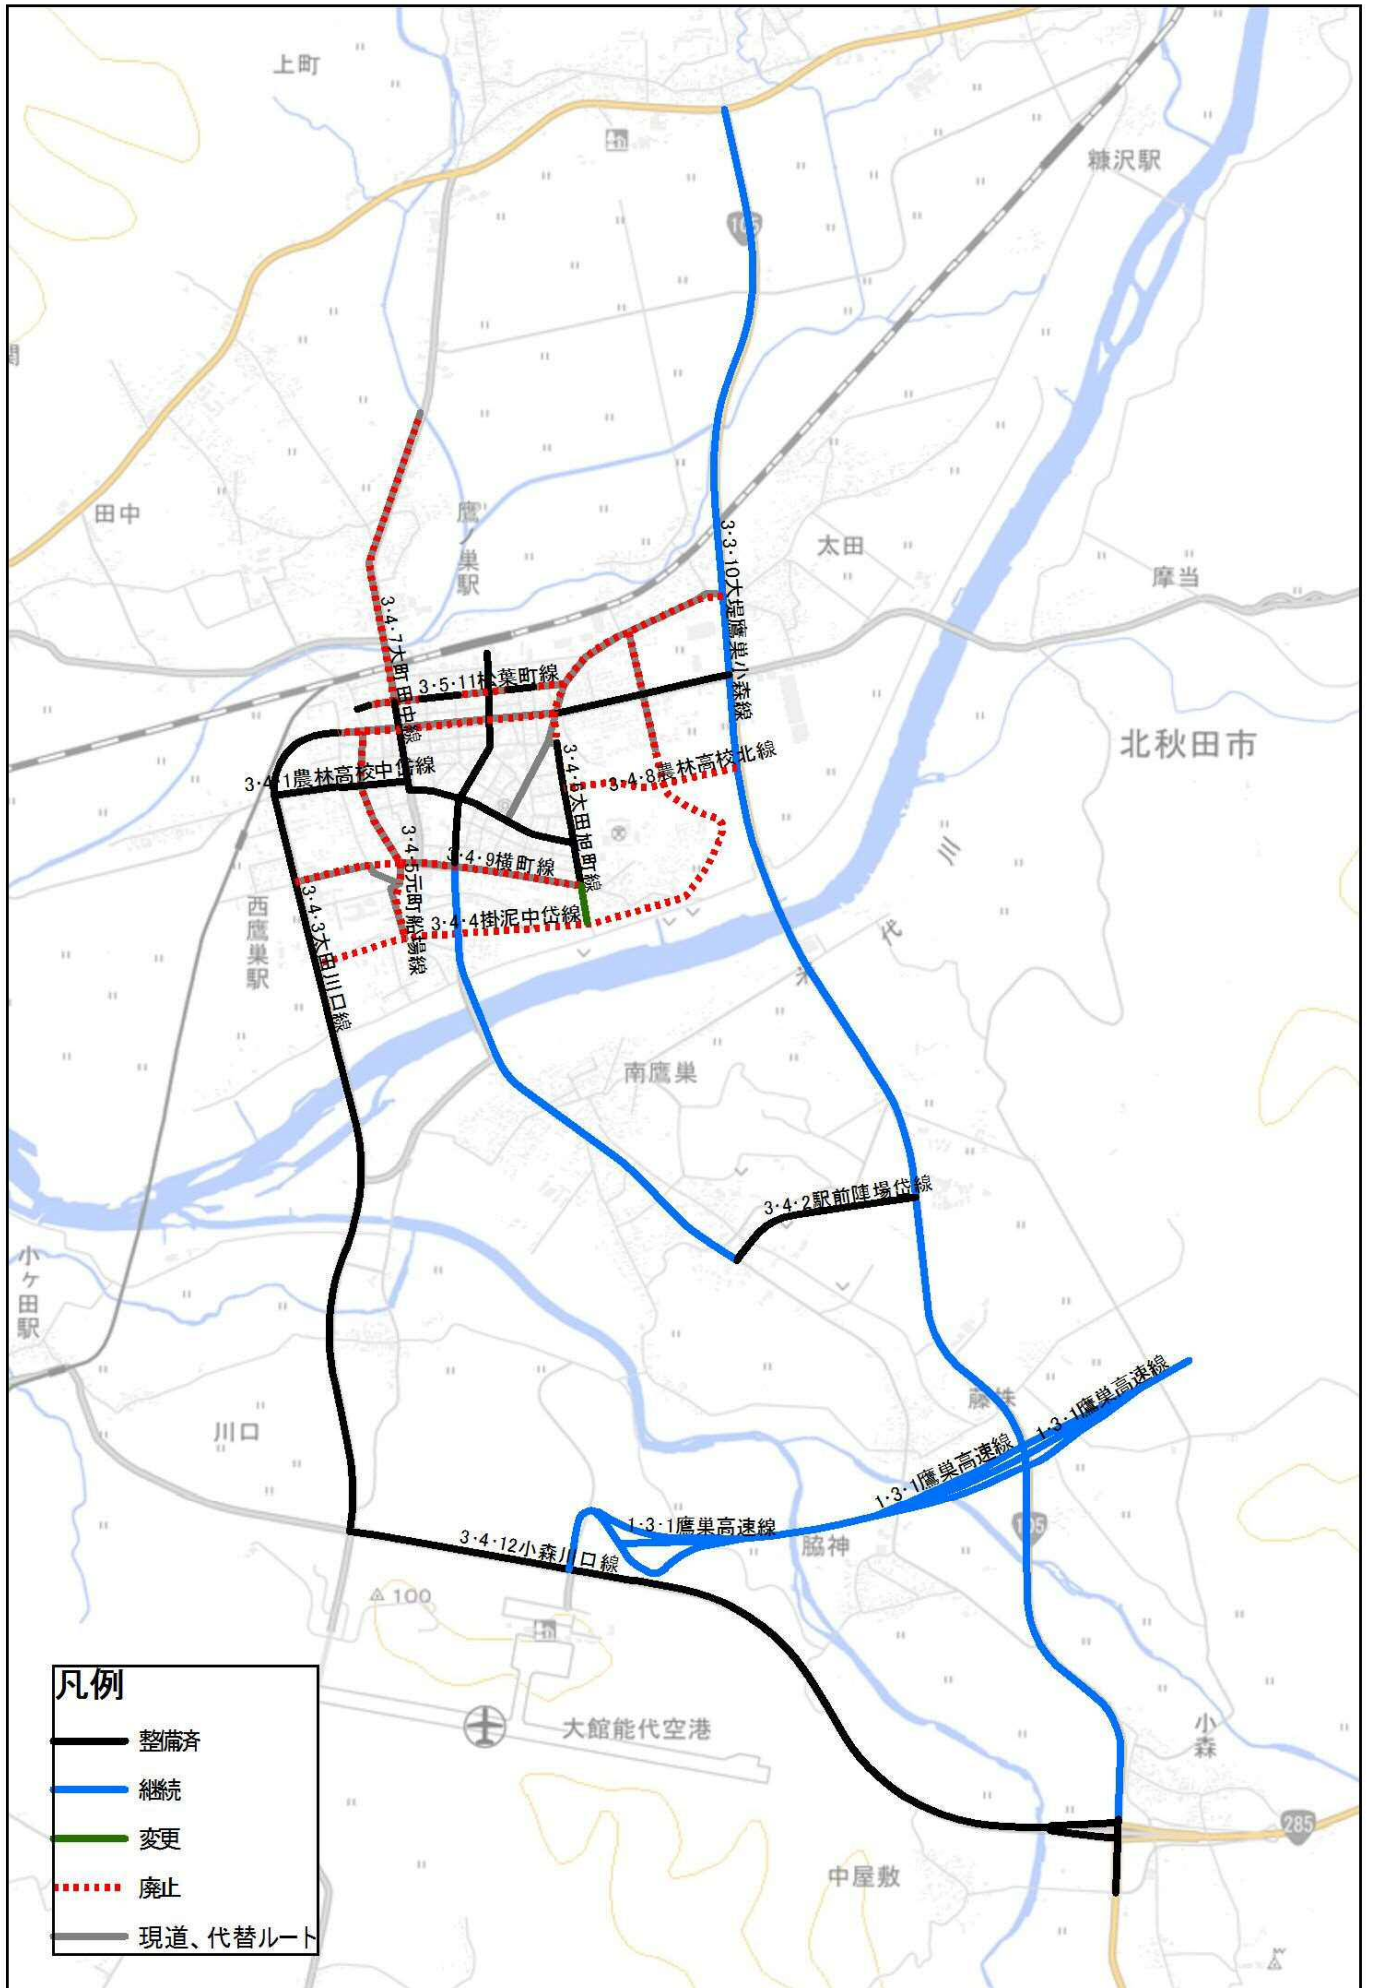 上町
糠沢駅
105
田中
鷹ノ巣駅
太田
摩当
3・3・10大堤鷹巣小森線
3・4・7大町田中線
3・5・11松葉町線
北秋田市
3・4・1農林高校中岱線
3・4・8農林高校北線
3・4・6太田旭町線
3・4・5元町船場線
3・4・9横町線
3・4・4掛泥中岱線
3・4・3太田川口線
西鷹巣駅
米代川
南鷹巣
3・4・2駅前陣場岱線
小ヶ田駅
川口
藤株
1・3・1鷹巣高速線
1・3・1鷹巣高速線
1・3・1鷹巣高速線
105
3・4・12小森川口線
脇神
100
大館能代空港
小森
285
中屋敷
凡例
整備済
継続
変更
廃止
現道、代替ルート